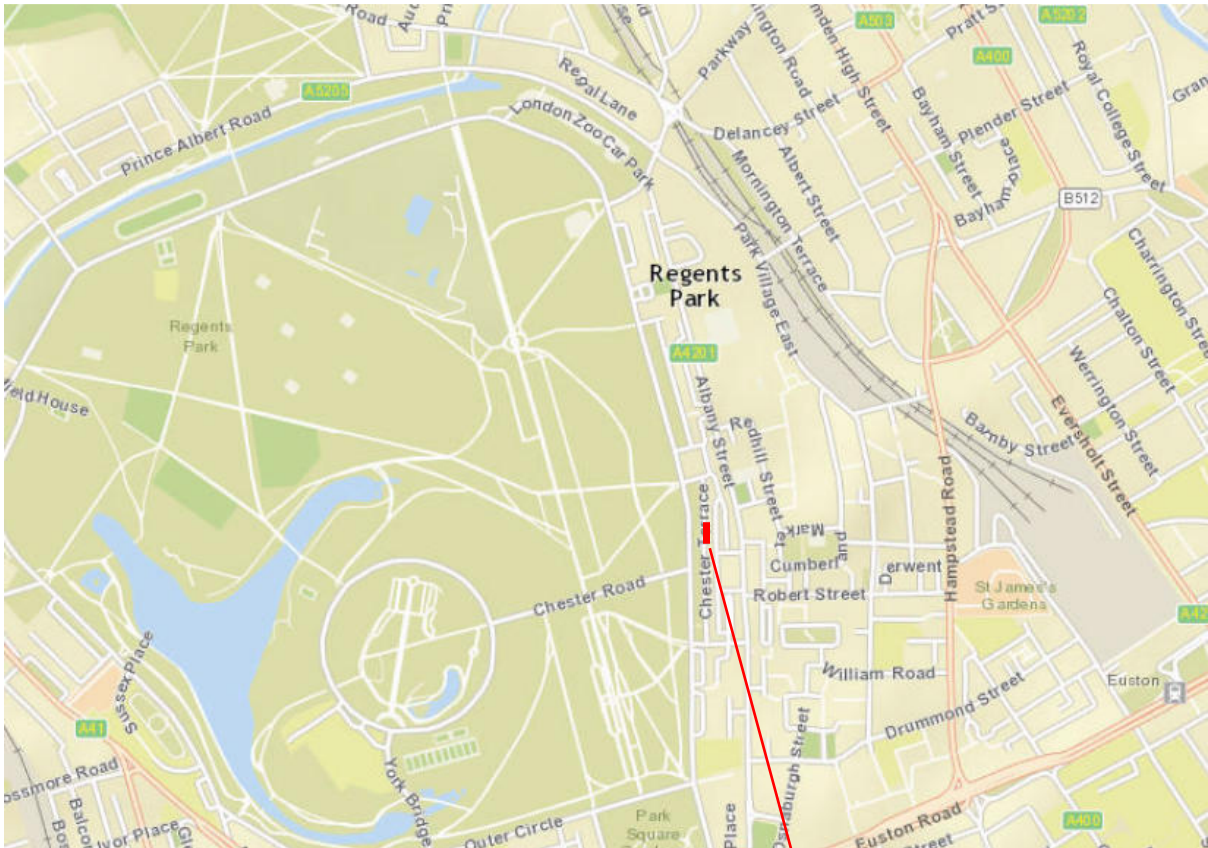 Road
A503
A5202
Pratt S
Parkway
A400
A5205
Regal Lane
Camden High Street
Royal College Street
Gran
London Zoo Car Park
Delancey Street
Bayham Street
Plender Street
Prince Albert Road
Mornington Terrace
Albert Street
Bayham Place
B512
Regents
Park
Park Village East
Charrington Street
Chalton Street
Regents
Park
A4201
Werrington Street
field House
Albany Street
Redhill Street
Eversholt Street
Barnby Street
Hampstead Road
Chester Terrace
Market
Cumberland
Derwent
Chester Road
Robert Street
St James's
Gardens
A42
Sussex Place
William Road
Euston
A41
Drummond Street
ossmore Road
York Bridge
Osnaburgh Street
Balcom
Ivor Place
Outer Circle
Park
Square
Place
Euston Road
A400